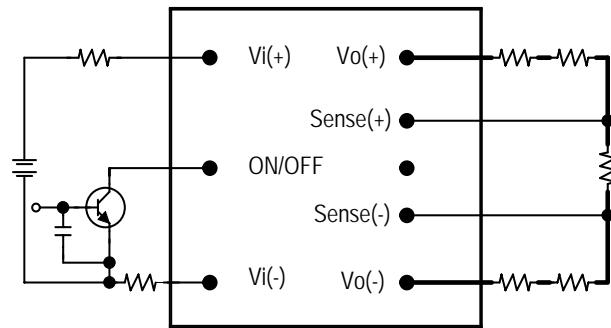 Vi(+) Vo(+)
Sense(+)
ON/OFF
Sense(-)
Vi(-) Vo(-)